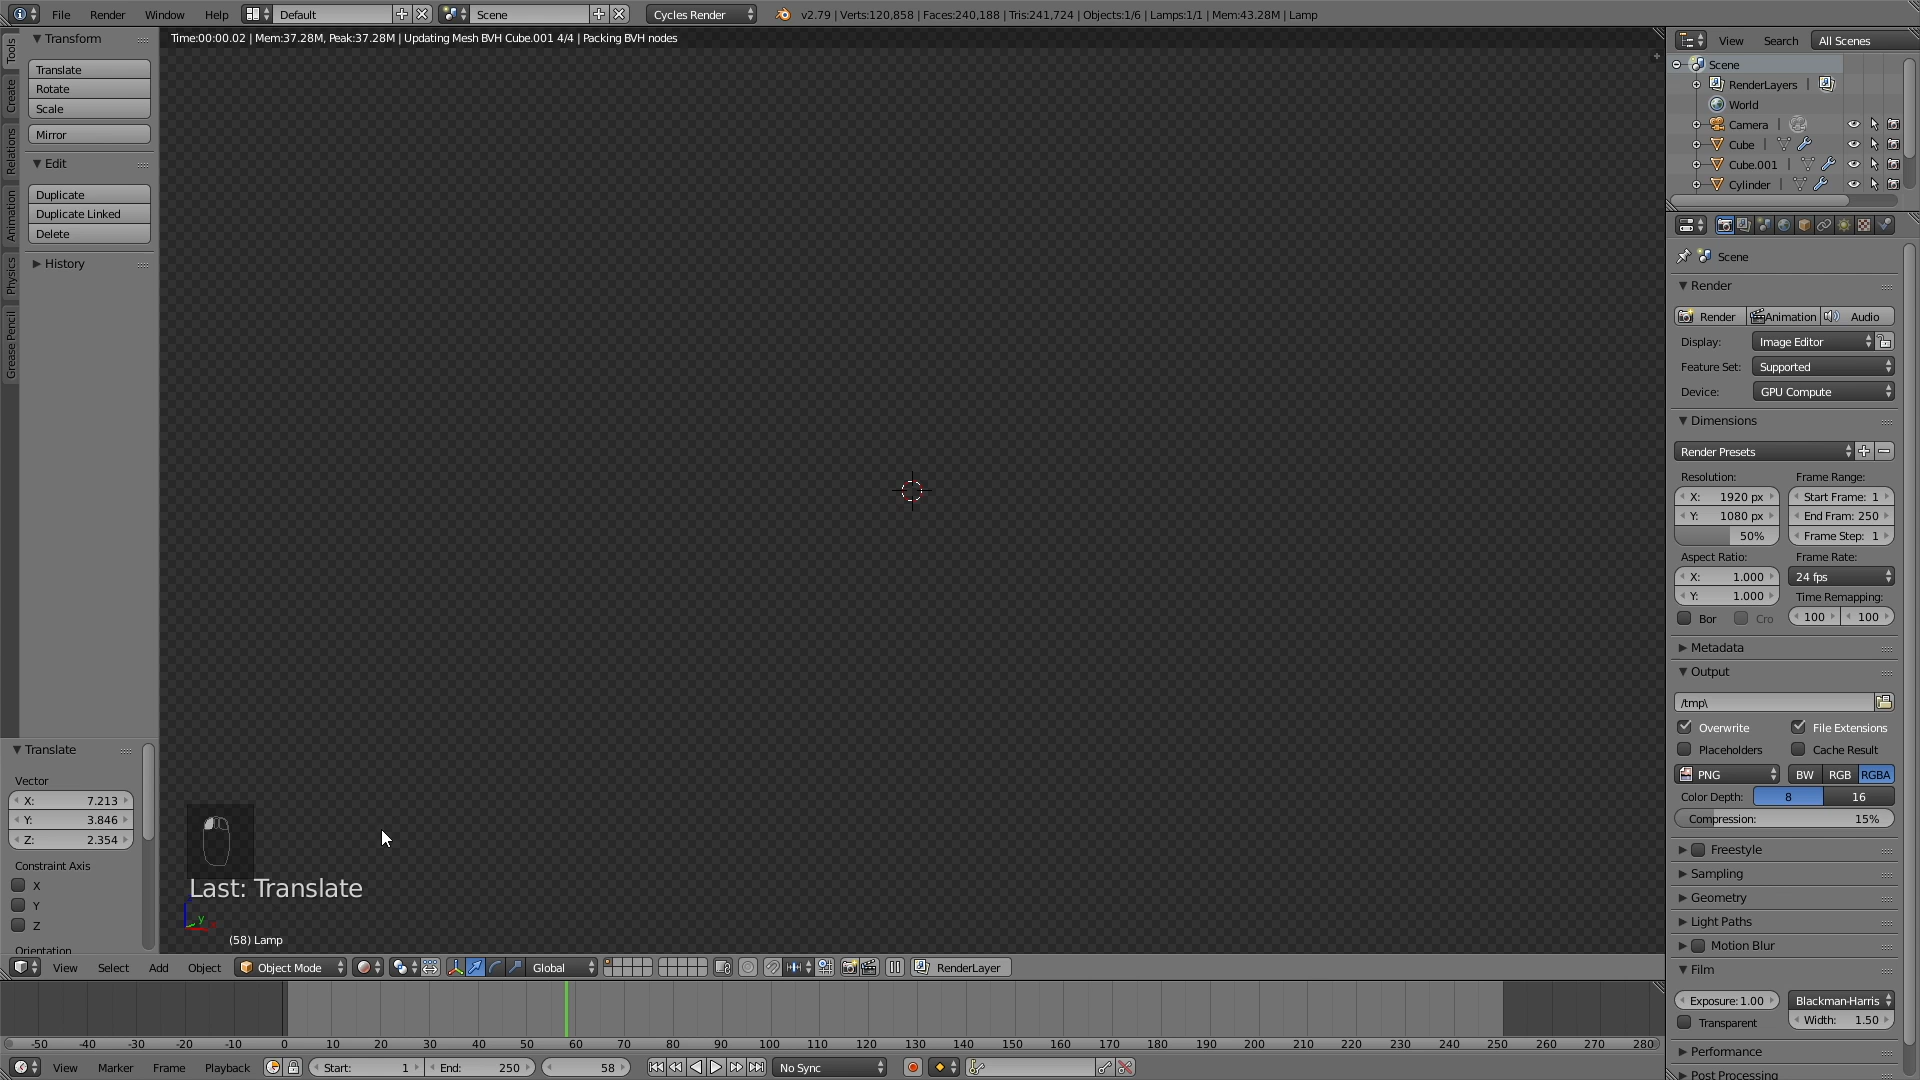 File Render Window Help Default Scene Cycles Render v2.79 | Verts:120,858 | Faces:240,188 | Tris:241,724 | Objects:1/6 | Lamps:1/1 | Mem:43.28M | Lamp
Time:00:00.02 | Mem:37.28M, Peak:37.28M | Updating Mesh BVH Cube.001 4/4 | Packing BVH nodes
Tools
Create
Relations
Animation
Physics
Grease Pencil
Transform
Translate
Rotate
Scale
Mirror
Edit
Duplicate
Duplicate Linked
Delete
History
Translate
Vector
X: 7.213
Y: 3.846
Z: 2.354
Constraint Axis
X
Y
Z
Orientation
Last: Translate
y
(58) Lamp
View Search All Scenes
Scene
RenderLayers |
World
Camera |
Cube |
Cube.001 |
Cylinder |
Scene
Render
Render Animation Audio
Display: Image Editor
Feature Set: Supported
Device: GPU Compute
Dimensions
Render Presets
Resolution: Frame Range:
X: 1920 px Start Frame: 1
Y: 1080 px End Fram: 250
50% Frame Step: 1
Aspect Ratio: Frame Rate:
X: 1.000 24 fps
Y: 1.000 Time Remapping:
Bor Cro 100 100
Metadata
Output
/tmp\
Overwrite File Extensions
Placeholders Cache Result
PNG BW RGB RGBA
Color Depth: 8 16
Compression: 15%
Freestyle
Sampling
Geometry
Light Paths
Motion Blur
Film
Exposure: 1.00 Blackman-Harris
Transparent Width: 1.50
Performance
Post Processing
View Select Add Object Object Mode Global RenderLayer
-50 -40 -30 -20 -10 0 10 20 30 40 50 60 70 80 90 100 110 120 130 140 150 160 170 180 190 200 210 220 230 240 250 260 270 280
View Marker Frame Playback Start: 1 End: 250 58 No Sync